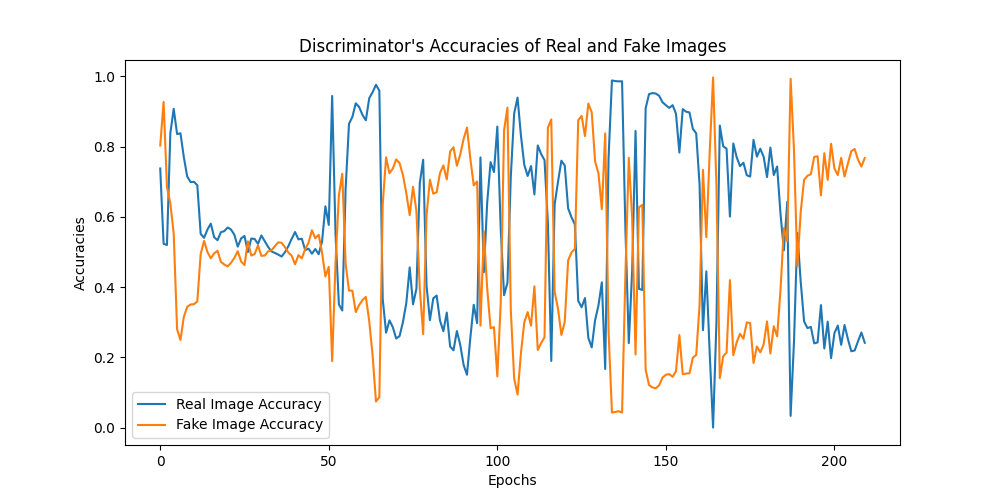 Discriminator's Accuracies of Real and Fake Images
1.0
0.8
0.6
0.4
0.2
0.0
Accuracies
Real Image Accuracy
Fake Image Accuracy
0 50 100 150 200
Epochs